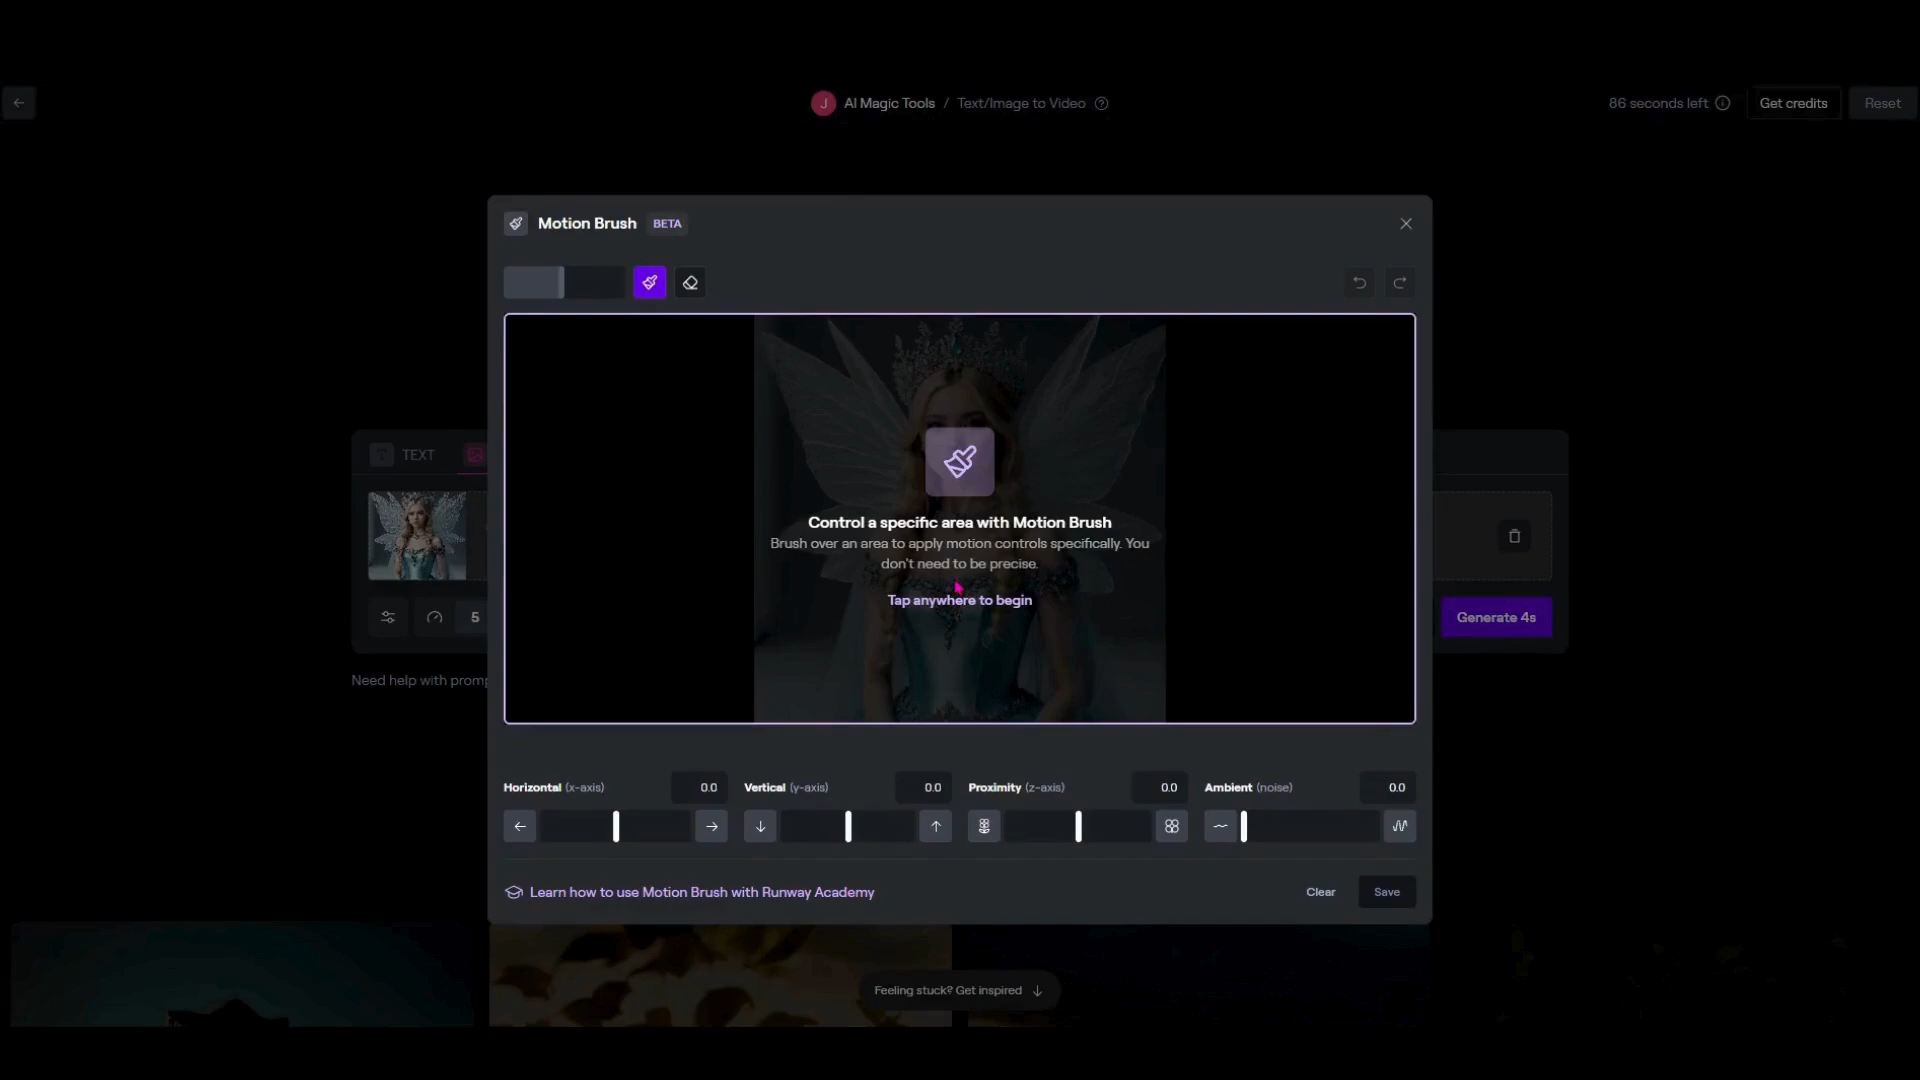 J AI Magic Tools / Text/Image to Video
86 seconds left
Get credits
Reset
Motion Brush BETA
TEXT
Control a specific area with Motion Brush
Brush over an area to apply motion controls specifically. You
don't need to be precise.
Tap anywhere to begin
5
Generate 4s
Need help with promp
Horizontal (x-axis) 0.0
Vertical (y-axis) 0.0
Proximity (z-axis) 0.0
Ambient (noise) 0.0
Learn how to use Motion Brush with Runway Academy
Clear
Save
Feeling stuck? Get inspired